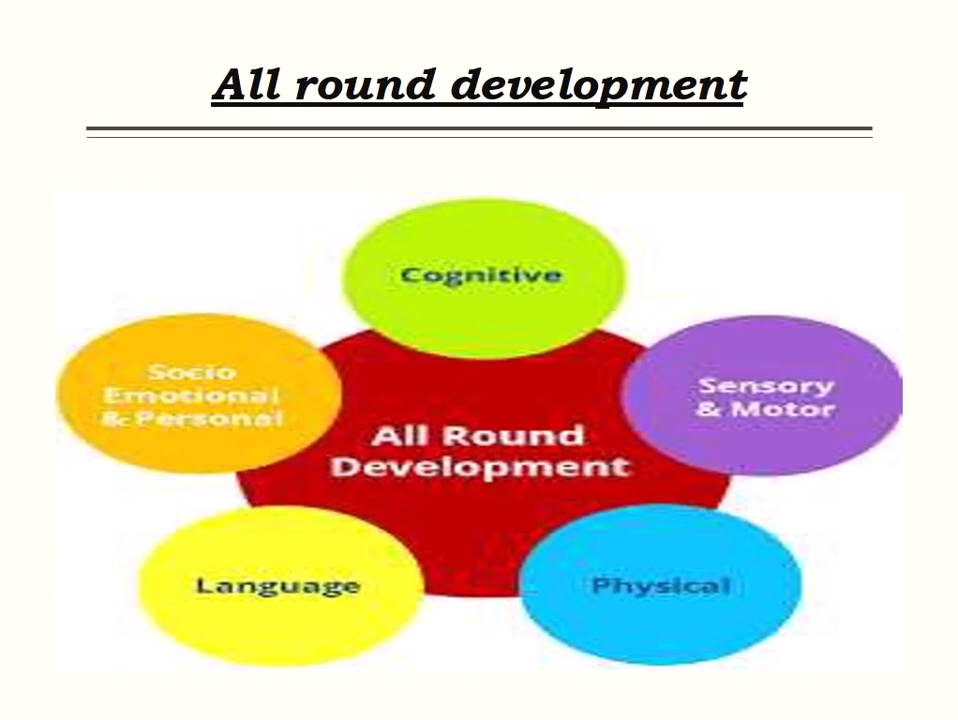 All round development
Cognitive
Socio
Emotional
& Personal
Sensory
& Motor
All Round
Development
Language
Physical